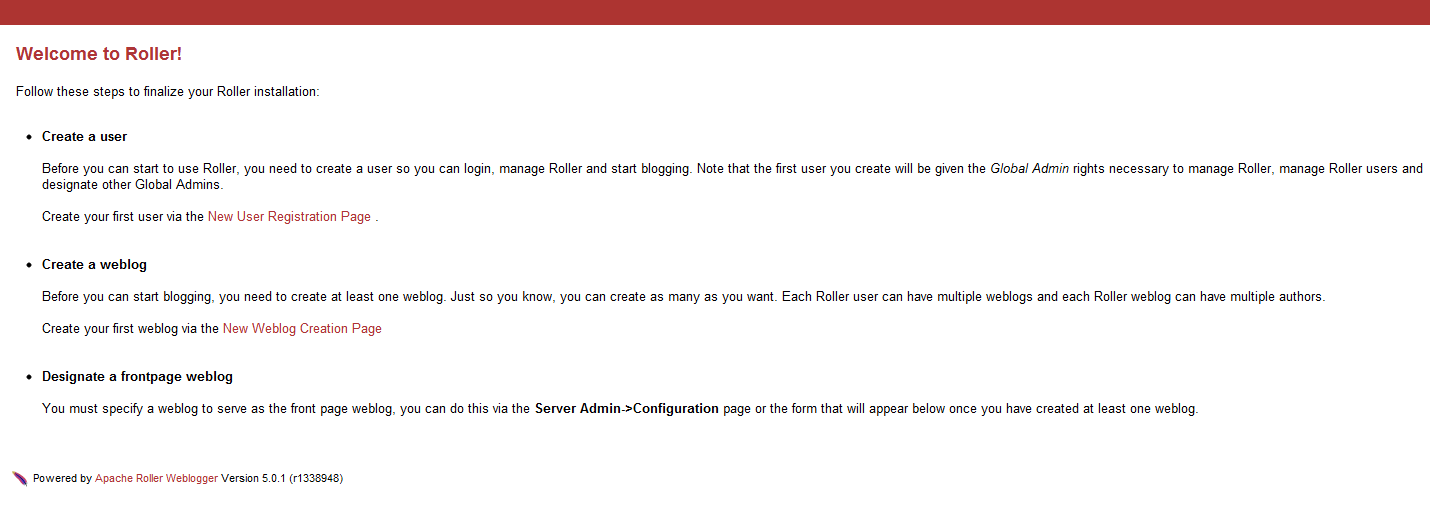 Welcome to Roller!
Follow these steps to finalize your Roller installation:
Create a user
Before you can start to use Roller, you need to create a user so you can login, manage Roller and start blogging. Note that the first user you create will be given the Global Admin rights necessary to manage Roller, manage Roller users and
designate other Global Admins.
Create your first user via the New User Registration Page .
Create a weblog
Before you can start blogging, you need to create at least one weblog. Just so you know, you can create as many as you want. Each Roller user can have multiple weblogs and each Roller weblog can have multiple authors.
Create your first weblog via the New Weblog Creation Page
Designate a frontpage weblog
You must specify a weblog to serve as the front page weblog, you can do this via the Server Admin->Configuration page or the form that will appear below once you have created at least one weblog.
Powered by Apache Roller Weblogger Version 5.0.1 (r1338948)